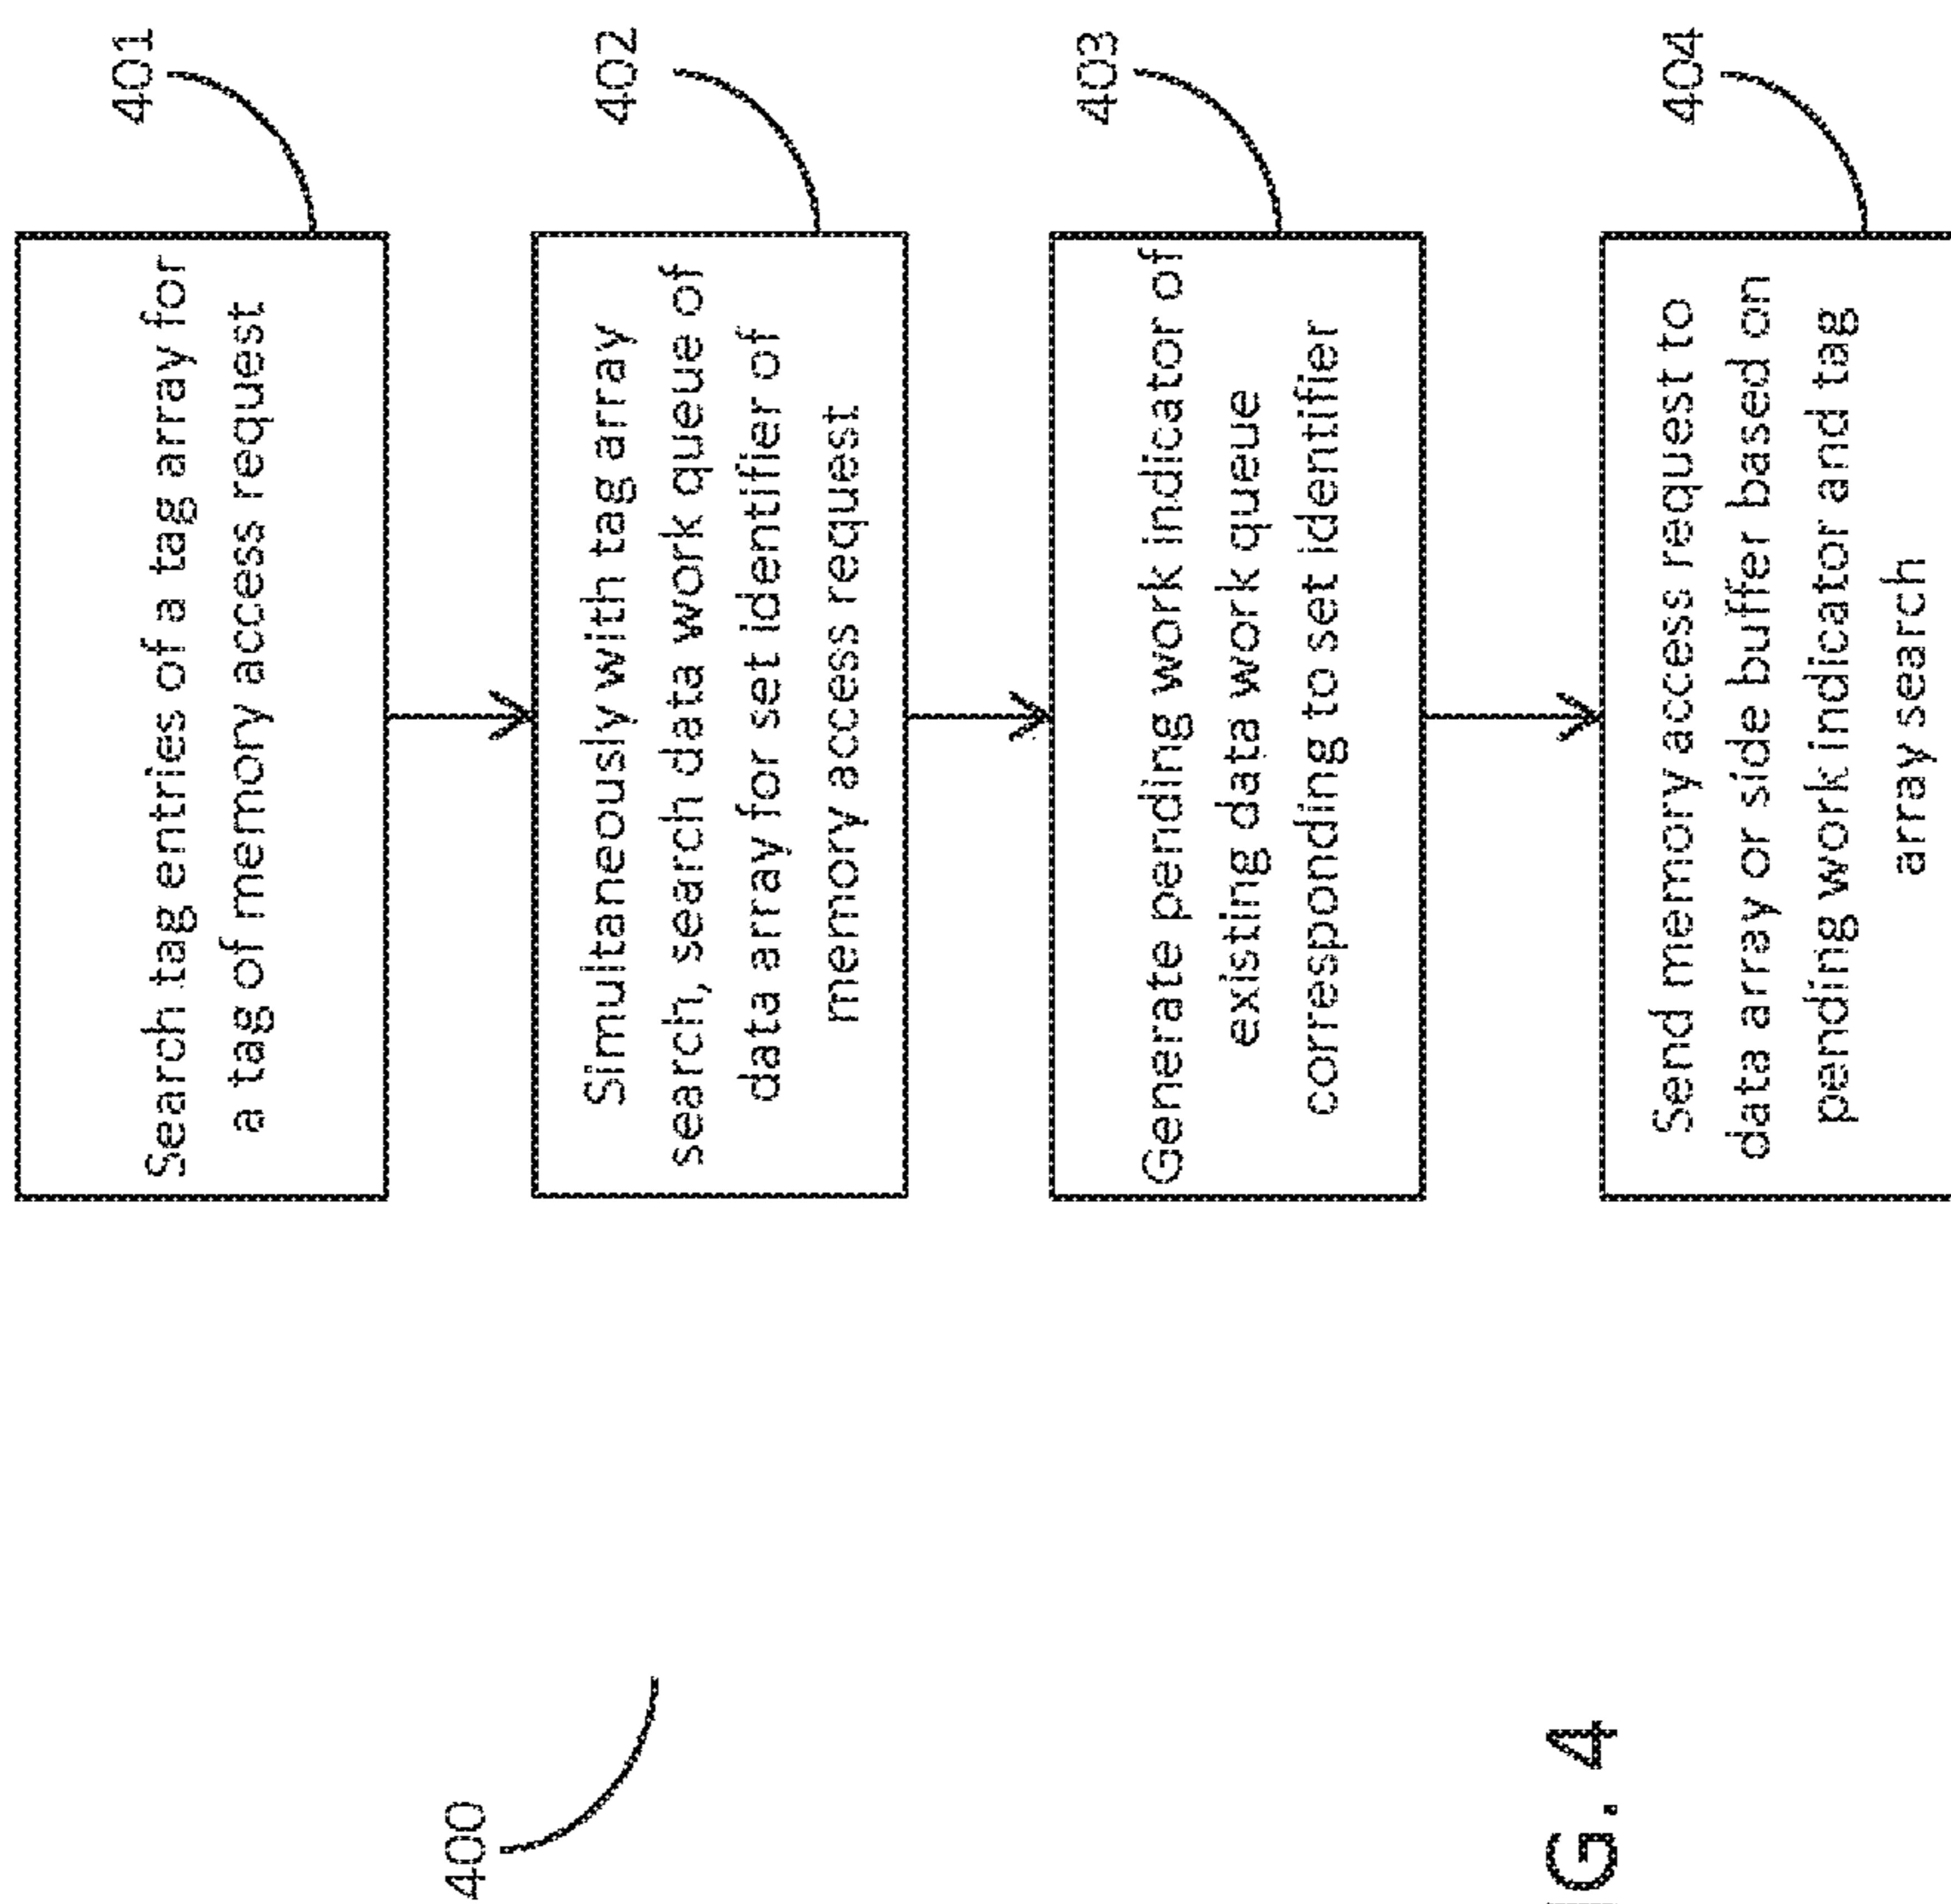 401
Search tag entries of a tag array for
a tag of memory access request
402
Simultaneously with tag array
search, search data work queue of
data array for set identifier of
memory access request
403
Generate pending work indicator of
existing data work queue
corresponding to set identifier
404
Send memory access request to
data array or side buffer based on
pending work indicator and tag
array search
400
G. 4